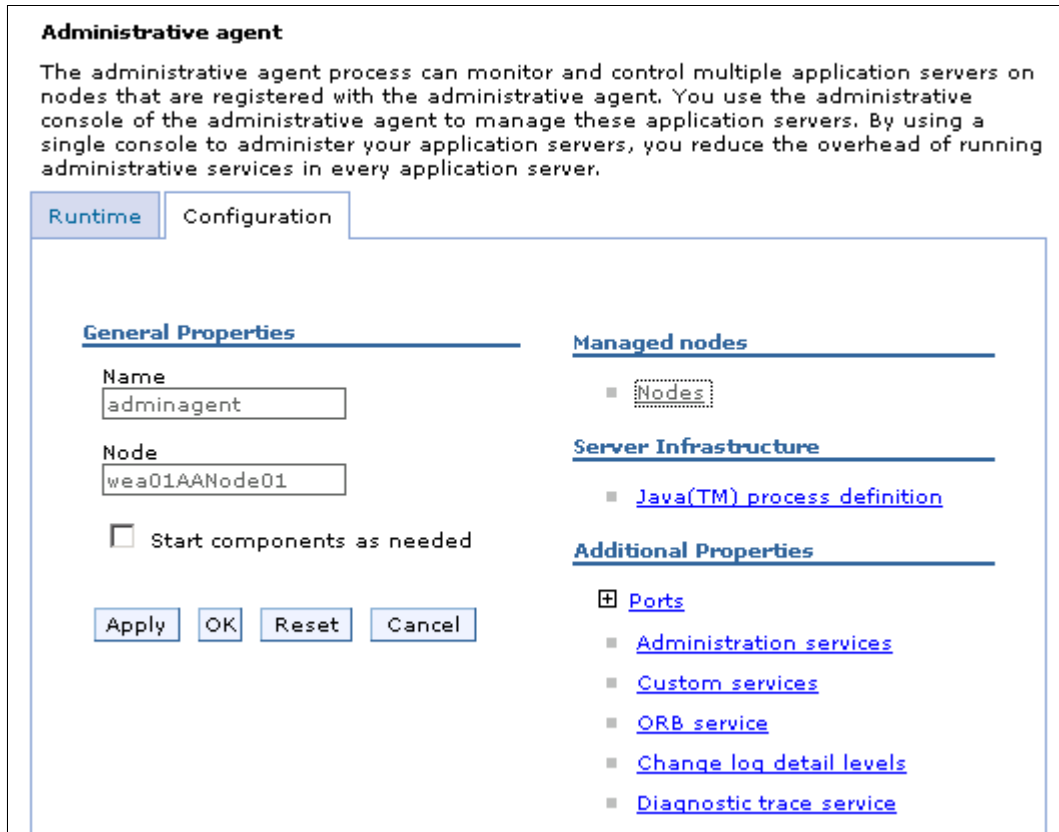 Administrative agent
The administrative agent process can monitor and control multiple application servers on
nodes that are registered with the administrative agent. You use the administrative
console of the administrative agent to manage these application servers. By using a
single console to administer your application servers, you reduce the overhead of running
administrative services in every application server.
Runtime
Configuration
General Properties
Name
adminagent
Node
wea01AANode01
Start components as needed
Apply
OK
Reset
Cancel
Managed nodes
Nodes
Server Infrastructure
Java(TM) process definition
Additional Properties
Ports
Administration services
Custom services
ORB service
Change log detail levels
Diagnostic trace service